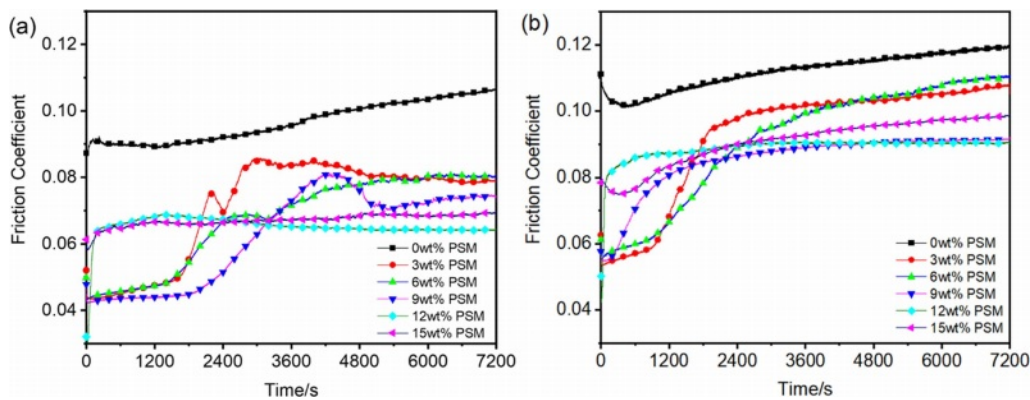 (a)
Friction Coefficient
0.12
0.10
0.08
0.06
0.04
0wt% PSM
3wt% PSM
6wt% PSM
9wt% PSM
12wt% PSM
15wt% PSM
0 1200 2400 3600 4800 6000 7200
Time/s
(b)
Friction Coefficient
0.12
0.10
0.08
0.06
0.04
0wt% PSM
3wt% PSM
6wt% PSM
9wt% PSM
12wt% PSM
15wt% PSM
0 1200 2400 3600 4800 6000 7200
Time/s